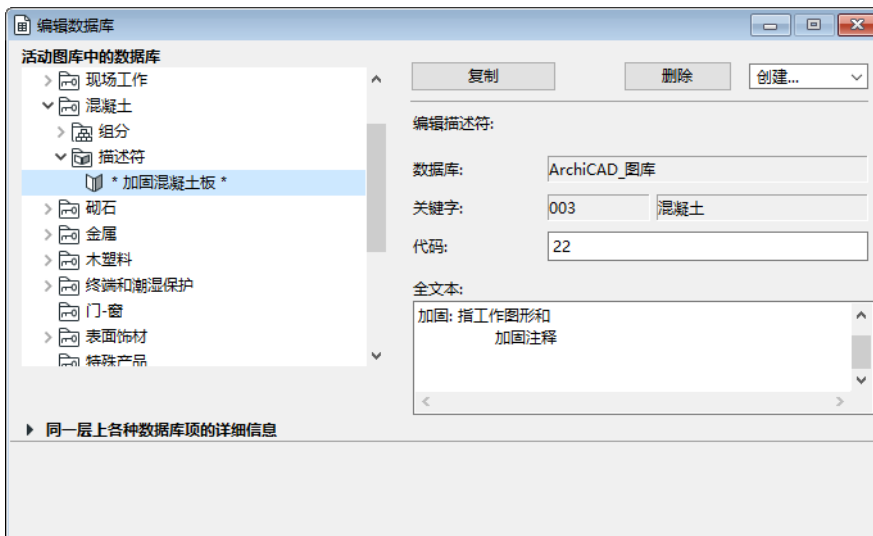 编辑数据库
活动图库中的数据库
现场工作
混凝土
组分
描述符
* 加固混凝土板 *
砌石
金属
木塑料
终端和潮湿保护
门-窗
表面饰材
特殊产品
同一层上各种数据库项的详细信息
复制 删除 创建...
编辑描述符:
数据库: ArchiCAD_图库
关键字: 003 混凝土
代码: 22
全文本:
加固: 指工作图形和
加固注释